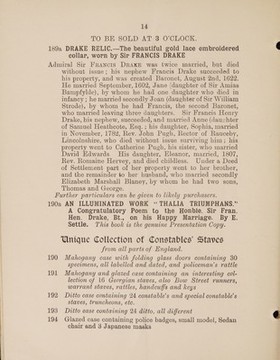 14
TO BE SOLD AT 3 O'CLOCK.
189a DRAKE RELIC.—The beautiful gold lace embroidered
collar, worn by Sir FRANCIS DRAKE
Admiral Sir FRANCIS DRAKE was twice married, but died
without issue; his nephew Francis Drake succeeded to
his property, and was created Baronet, August 2nd, 1622.
He married September, 1602, Jane (daughter of Sir Amias
Bampfylde), by whom he had one daughter who died in
infancy; he married secondly Joan (daughter of Sir William
Strode), by whom he had Francis, the second Baronet,
who married leaving three daughters. Sir Francis Henry
Drake, his nephew, succeeded, and married Anne (daughter
of Samuel Heathcote, Esq.; his daughter, Sophia, married
in November, 1782, Rev. John Pugh, Rector of Raseeby,
Lincolnshire, who died without issue surviving him; his
property went to Catherine Pugh, his sister, who married
David Edwards His daughter, Eleanor, married, 1807,
Rev. Romaine Hervey, and died childless. Under a Deed
of Settlement part of her property went to her brother,
and the remainder to her husband, who married secondly
Elizabeth Marshall Blaney, by whom he had two sons,
Thomas and George.
Further particulars can be given to likely purchasers.
190a AN ILLUMINATED WORK "THALIA TRIUMPHANS,"
A Congratulatory Poem to the Honble. Sir Fran.
Hen. Drake, Bt., on his Happy Marriage. By E.
Settle. This book is the genuine Presentation Copy.
Unique Collection of Constables' Staves
from all parts of England.
190 Mahogany case with folding glass doors containing 30
specimens, all labelled and dated, and policeman's rattle
191 Mahogany and glazed case containing an interesting col-
lection of 16 Georgian staves, also Bow Street runners,
warrant staves, rattles, handcuffs and keys
192 Ditto case containing 24 constable's and special constable's
staves, truncheons, etc.
193 Ditto case containing 24 ditto, all different
194 Glazed case containing police badges, small model, Sedan
chair and 3 Japanese masks